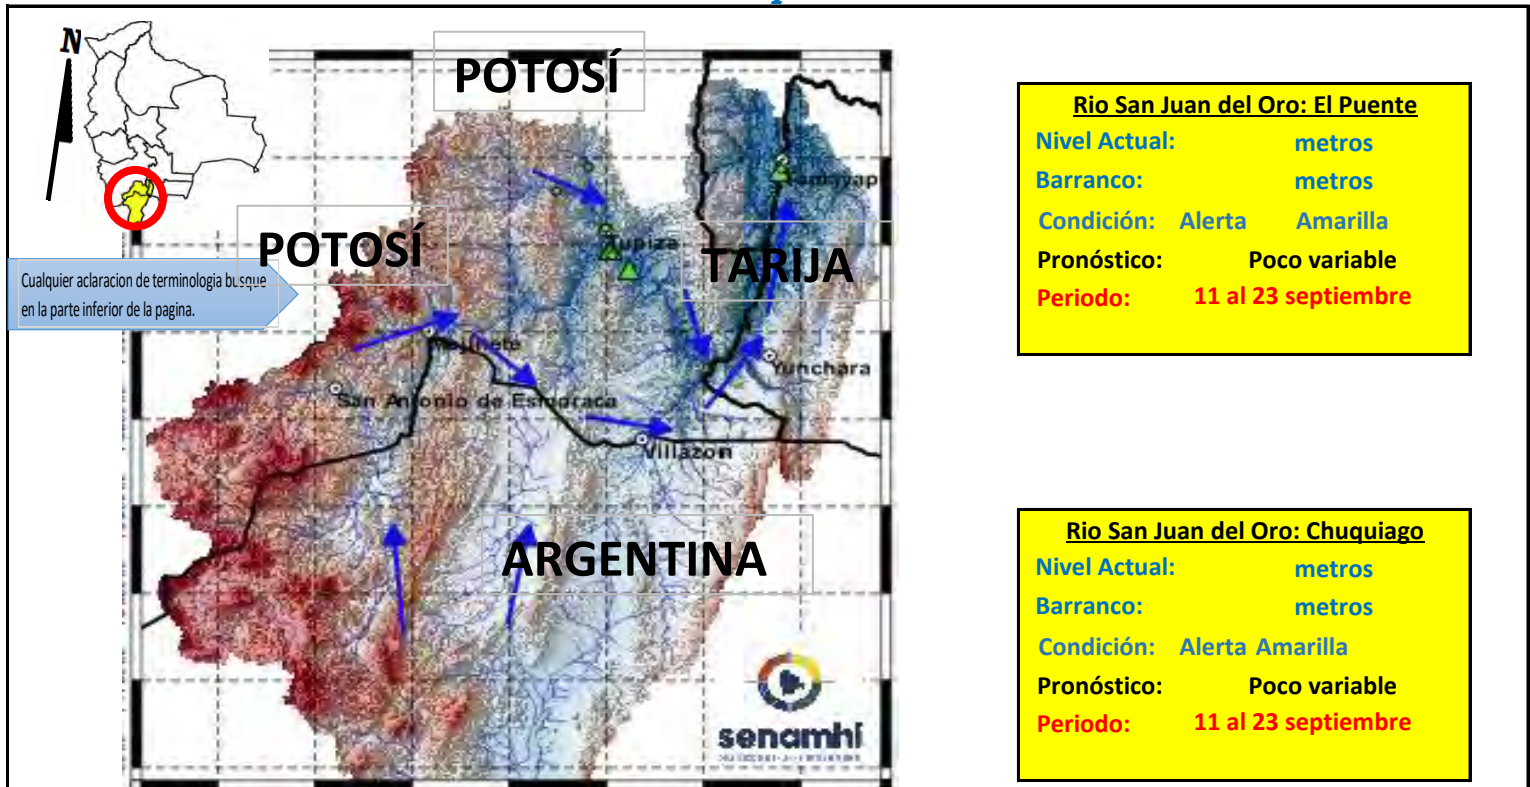 N
POTOSÍ
POTOSÍ
TARIJA
Cualquier aclaracion de terminologia busque
en la parte inferior de la pagina.
Tupiza
Yunchara
San Antonio de Esmoraca
Villazon
ARGENTINA
senamhi
Rio San Juan del Oro: El Puente
Nivel Actual: metros
Barranco: metros
Condición: Alerta Amarilla
Pronóstico: Poco variable
Periodo: 11 al 23 septiembre
Rio San Juan del Oro: Chuquiago
Nivel Actual: metros
Barranco: metros
Condición: Alerta Amarilla
Pronóstico: Poco variable
Periodo: 11 al 23 septiembre